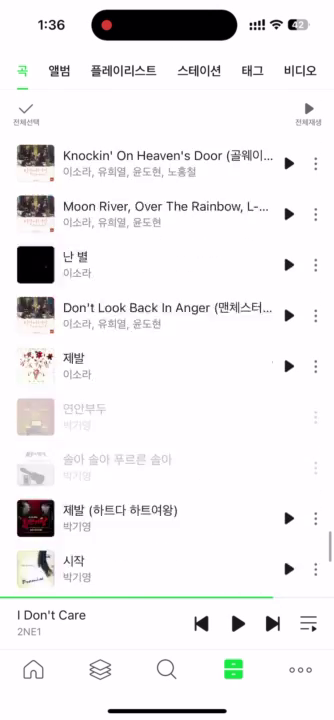 1:36
42
곡 앨범 플레이리스트 스테이션 태그 비디오
전체선택 전체재생
Knockin' On Heaven's Door (골웨이...
이소라, 유희열, 윤도현, 노홍철
Moon River, Over The Rainbow, L-...
이소라, 유희열, 윤도현
난 별
이소라
Don't Look Back In Anger (맨체스터...
이소라, 유희열, 윤도현
제발
이소라
연안부두
박기영
솔아 솔아 푸르른 솔아
박기영
제발 (하트다 하트여왕)
박기영
시작
박기영
I Don't Care
2NE1